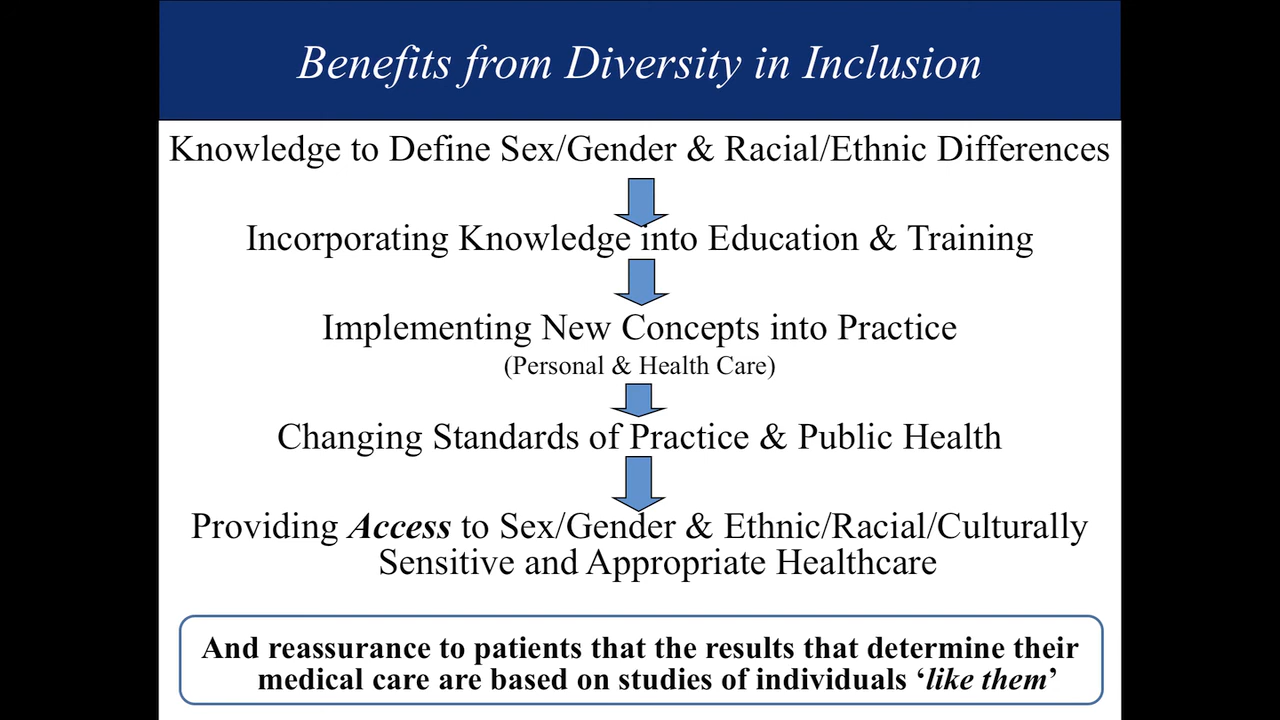 Benefits from Diversity in Inclusion
Knowledge to Define Sex/Gender & Racial/Ethnic Differences
Incorporating Knowledge into Education & Training
Implementing New Concepts into Practice
(Personal & Health Care)
Changing Standards of Practice & Public Health
Providing Access to Sex/Gender & Ethnic/Racial/Culturally
Sensitive and Appropriate Healthcare
And reassurance to patients that the results that determine their
medical care are based on studies of individuals ‘like them’